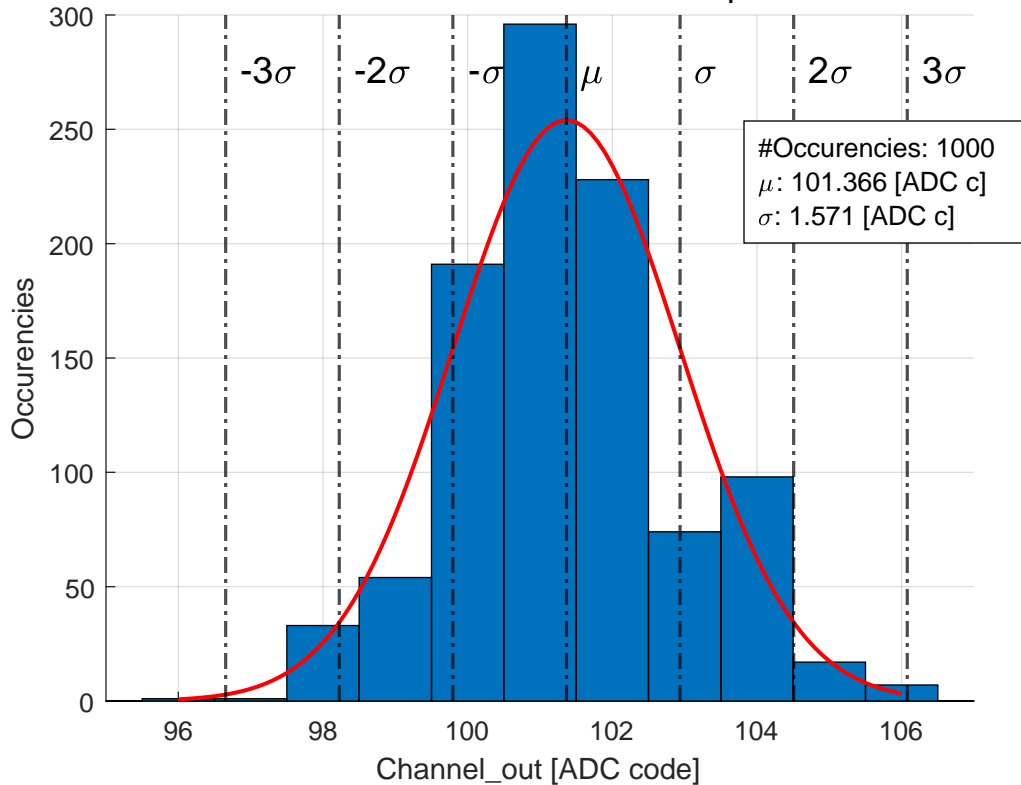 300
250
200
150
100
50
0
Occurencies
-3σ -2σ -σ μ σ 2σ 3σ
#Occurencies: 1000
μ: 101.366 [ADC c]
σ: 1.571 [ADC c]
96 98 100 102 104 106
Channel_out [ADC code]